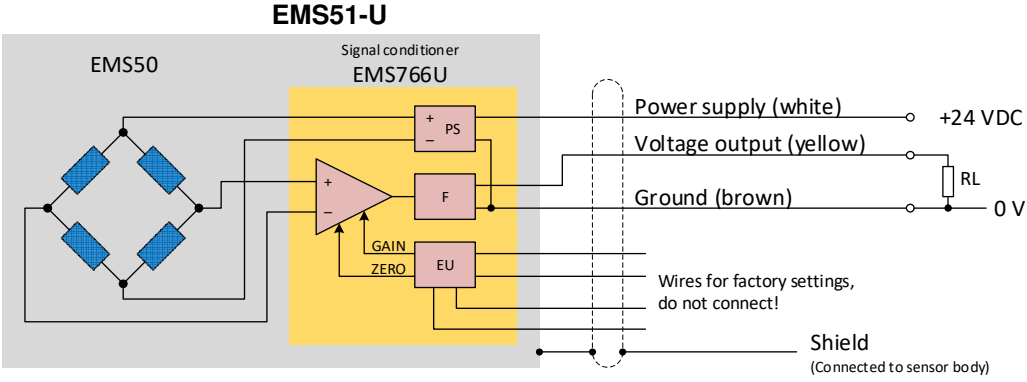 EMS51-U
EMS50
Signal conditioner
EMS766U
+
PS
−
Power supply (white)
+24 VDC
Voltage output (yellow)
+
−
F
RL
Ground (brown)
0 V
GAIN
ZERO
EU
Wires for factory settings,
do not connect!
Shield
(Connected to sensor body)